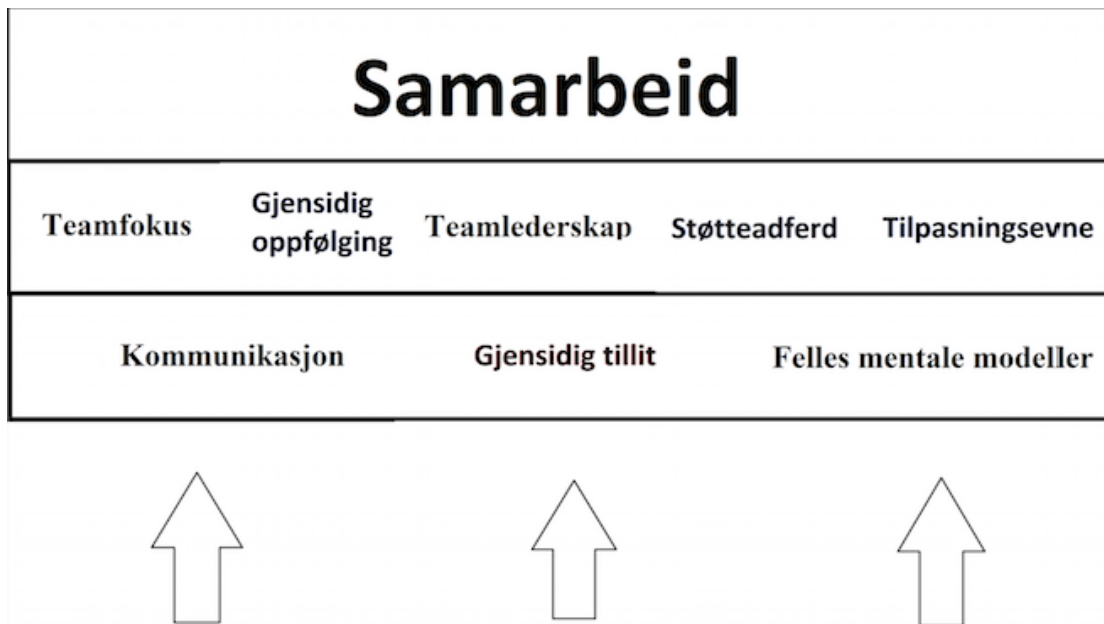 Samarbeid
Teamfokus
Gjensidig
oppfølging
Teamlederskap
Støtteadferd
Tilpasningsevne
Kommunikasjon
Gjensidig tillit
Felles mentale modeller